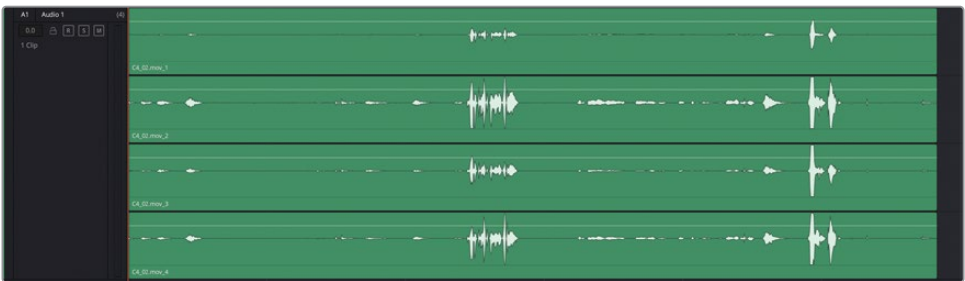 A1 Audio 1 (4)
0.0 R S M
1 Clip
C4_02.mov_1
C4_02.mov_2
C4_02.mov_3
C4_02.mov_4